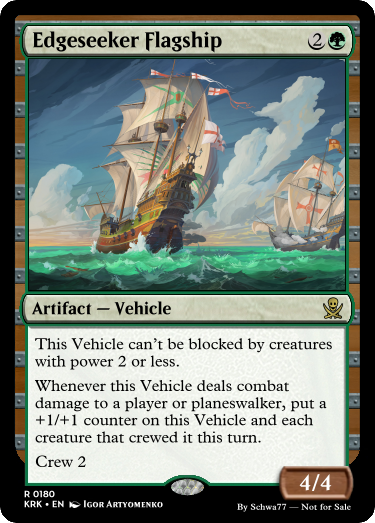 Edgeseeker Flagship 2
Artifact — Vehicle
This Vehicle can't be blocked by creatures
with power 2 or less.
Whenever this Vehicle deals combat
damage to a player or planeswalker, put a
+1/+1 counter on this Vehicle and each
creature that crewed it this turn.
Crew 2
4/4
R 0180
KRK • EN Igor Artyomenko
By Schwa77 — Not for Sale